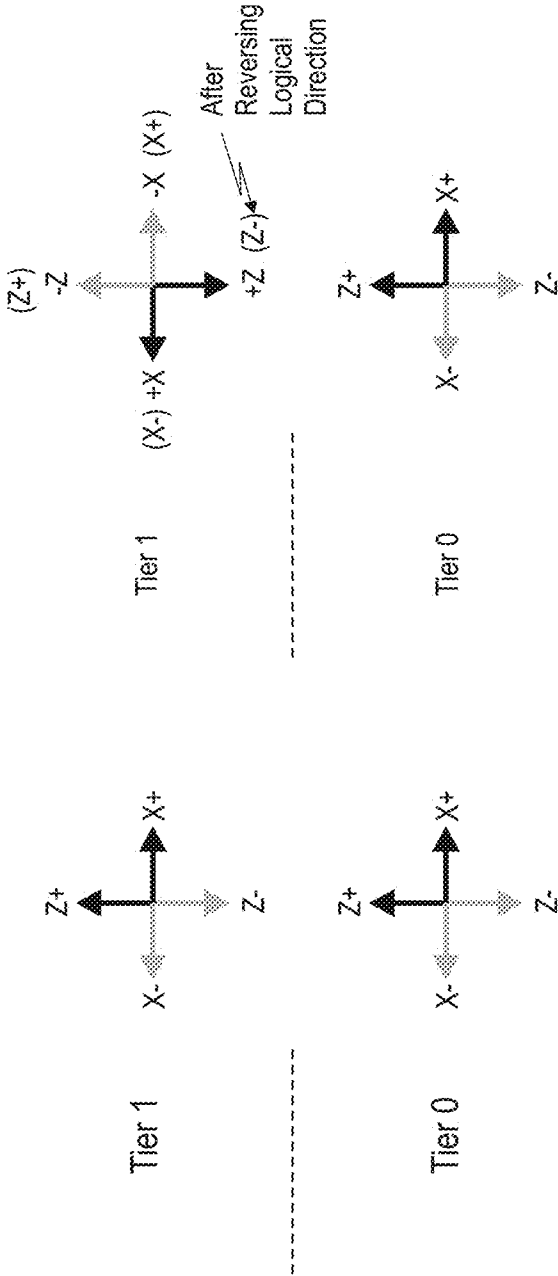 Tier 1
Z+
X-
X+
Z-
Tier 0
Z+
X-
X+
Z-
Tier 1
(Z+)
-Z
(X-) +X
-X (X+)
+Z (Z-)
After
Reversing
Logical
Direction
Tier 0
Z+
X-
X+
Z-